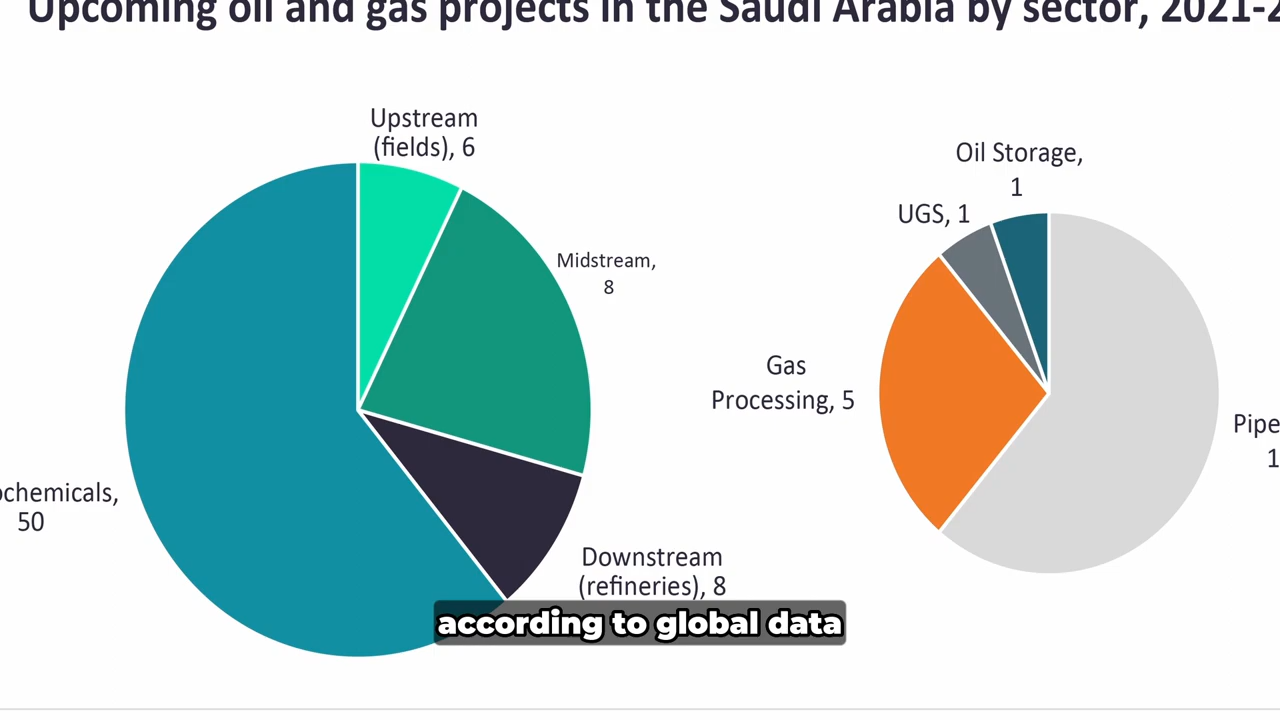 Upcoming oil and gas projects in the Saudi Arabia by sector, 2021-2
Upstream
(fields), 6
Midstream,
8
ochemicals,
50
Downstream
(refineries), 8
Oil Storage,
1
UGS, 1
Gas
Processing, 5
Pipe
1
according to global data